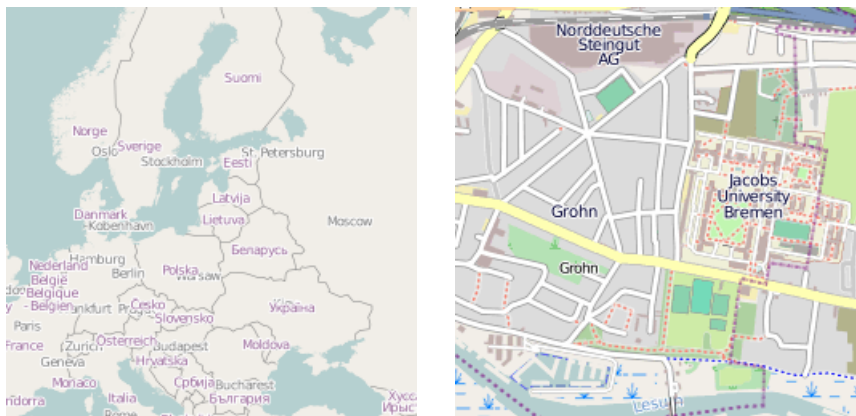 Suomi
Norge
Sverige
Oslo
Stockholm
St. Petersburg
Eesti
Latvija
Lietuva
Moscow
Danmark
København
Беларусь
Hamburg
Nederland
Berlin
Polska
Warsaw
België
Belgique
Belgien
Česko
Україна
Slovensko
Paris
France
Zürich
Österreich
Budapest
Moldova
Geneva
Hrvatska
Monaco
Србија
Bucharest
Italia
България
Rome
Norddeutsche
Steingut
AG
Jacobs
University
Bremen
Grohn
Grohn
Lesum